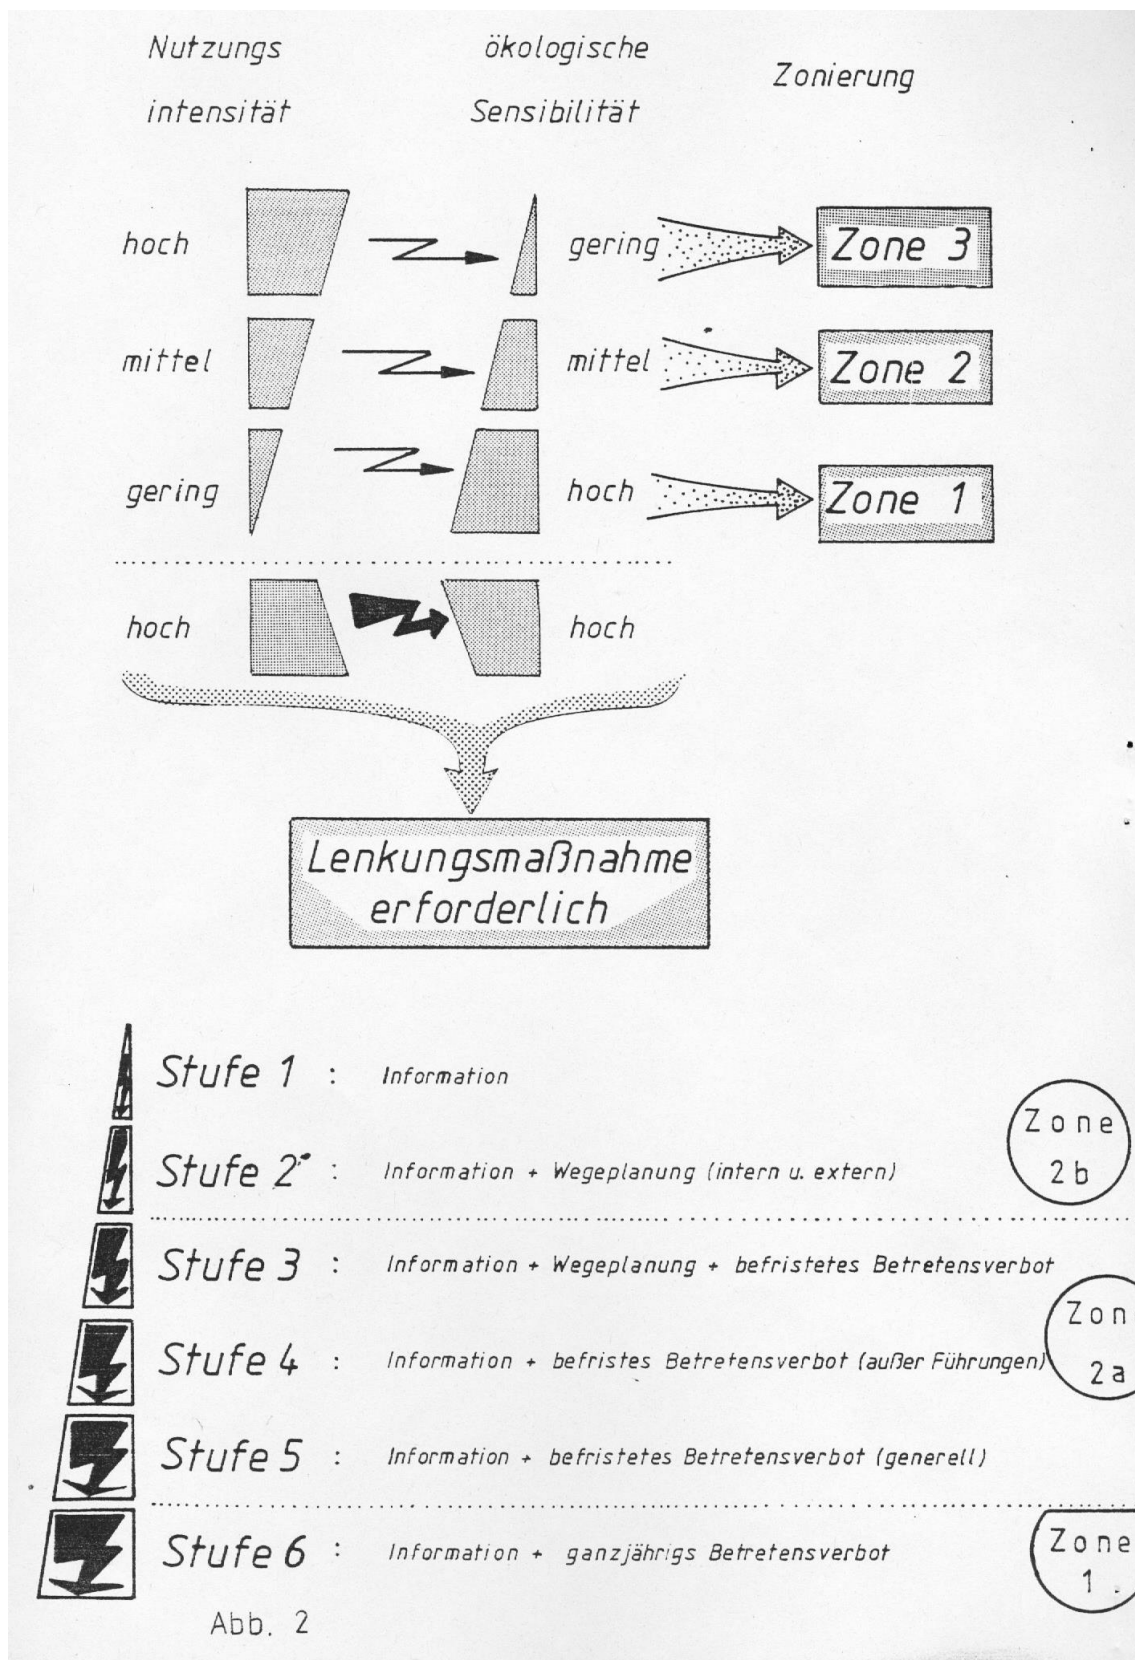 Nutzungs
intensität
ökologische
Sensibilität
Zonierung
hoch gering Zone 3
mittel mittel Zone 2
gering hoch Zone 1
hoch hoch
Lenkungsmaßnahme
erforderlich
Stufe 1 : Information
Stufe 2 : Information + Wegeplanung (intern u. extern)
Zone
2b
Stufe 3 : Information + Wegeplanung + befristetes Betretensverbot
Stufe 4 : Information + befristes Betretensverbot (außer Führungen)
Zon
2a
Stufe 5 : Information + befristetes Betretensverbot (generell)
Stufe 6 : Information + ganzjährigs Betretensverbot
Zone
1
Abb. 2